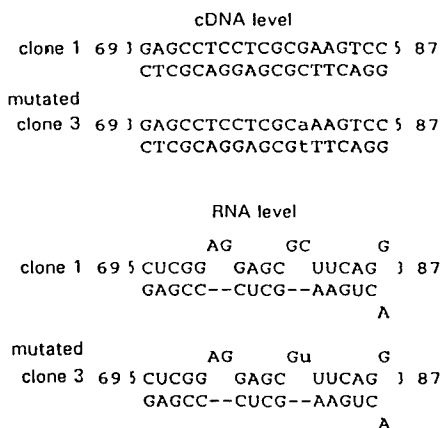 cDNA level
clone 1 69 3 GAGCCTCCTCGCGAAGTCC 5 87
CTCGCAGGAGCGCTTCAGG
mutated
clone 3 69 3 GAGCCTCCTCGCaAAGTCC 5 87
CTCGCAGGAGCGtTTCAGG
RNA level
AG GC G
clone 1 69 5 CUCGG GAGC UUCAG 3 87
GAGCC--CUCG--AAGUC
A
mutated
AG Gu G
clone 3 69 5 CUCGG GAGC UUCAG 3 87
GAGCC--CUCG--AAGUC
A